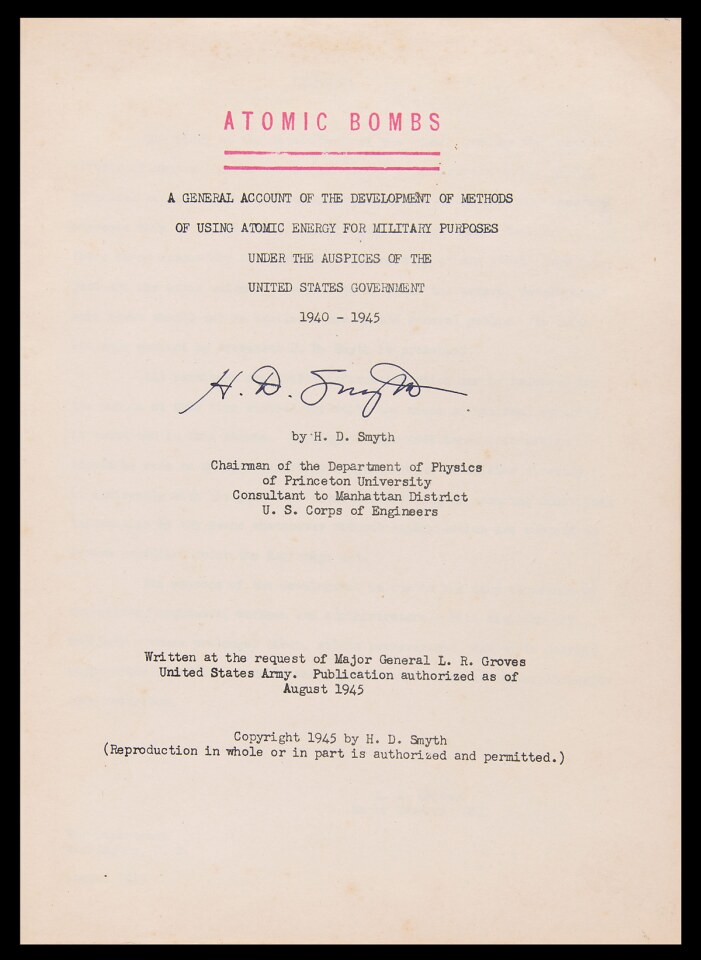 ATOMIC BOMBS
A GENERAL ACCOUNT OF THE DEVELOPMENT OF METHODS
OF USING ATOMIC ENERGY FOR MILITARY PURPOSES
UNDER THE AUSPICES OF THE
UNITED STATES GOVERNMENT
1940 - 1945
H. D. Smyth
by H. D. Smyth
Chairman of the Department of Physics
of Princeton University
Consultant to Manhattan District
U. S. Corps of Engineers
Written at the request of Major General L. R. Groves
United States Army. Publication authorized as of
August 1945
Copyright 1945 by H. D. Smyth
(Reproduction in whole or in part is authorized and permitted.)